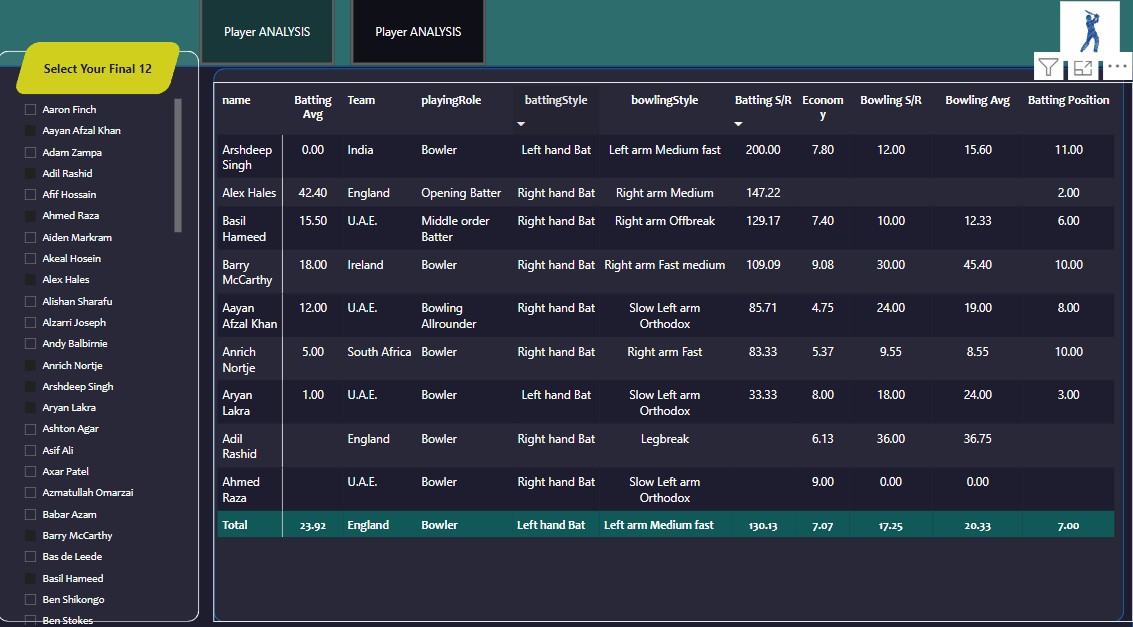 Player ANALYSIS Player ANALYSIS
Select Your Final 12
Aaron Finch
Aayan Afzal Khan
Adam Zampa
Adil Rashid
Afif Hossain
Ahmed Raza
Aiden Markram
Akeal Hosein
Alex Hales
Alishan Sharafu
Alzarri Joseph
Andy Balbirnie
Anrich Nortje
Arshdeep Singh
Aryan Lakra
Ashton Agar
Asif Ali
Axar Patel
Azmatullah Omarzai
Babar Azam
Barry McCarthy
Bas de Leede
Basil Hameed
Ben Shikongo
Ben Stokes
name Batting Team playingRole battingStyle bowlingStyle Batting S/R Econom Bowling S/R Bowling Avg Batting Position
Avg y
Arshdeep 0.00 India Bowler Left hand Bat Left arm Medium fast 200.00 7.80 12.00 15.60 11.00
Singh
Alex Hales 42.40 England Opening Batter Right hand Bat Right arm Medium 147.22 2.00
Basil 15.50 U.A.E. Middle order Right hand Bat Right arm Offbreak 129.17 7.40 10.00 12.33 6.00
Hameed Batter
Barry 18.00 Ireland Bowler Right hand Bat Right arm Fast medium 109.09 9.08 30.00 45.40 10.00
McCarthy
Aayan 12.00 U.A.E. Bowling Right hand Bat Slow Left arm 85.71 4.75 24.00 19.00 8.00
Afzal Khan Allrounder Orthodox
Anrich 5.00 South Africa Bowler Right hand Bat Right arm Fast 83.33 5.37 9.55 8.55 10.00
Nortje
Aryan 1.00 U.A.E. Bowler Left hand Bat Slow Left arm 33.33 8.00 18.00 24.00 3.00
Lakra Orthodox
Adil England Bowler Right hand Bat Legbreak 6.13 36.00 36.75
Rashid
Ahmed U.A.E. Bowler Right hand Bat Slow Left arm 9.00 0.00 0.00
Raza Orthodox
Total 23.92 England Bowler Left hand Bat Left arm Medium fast 130.13 7.07 17.25 20.33 7.00